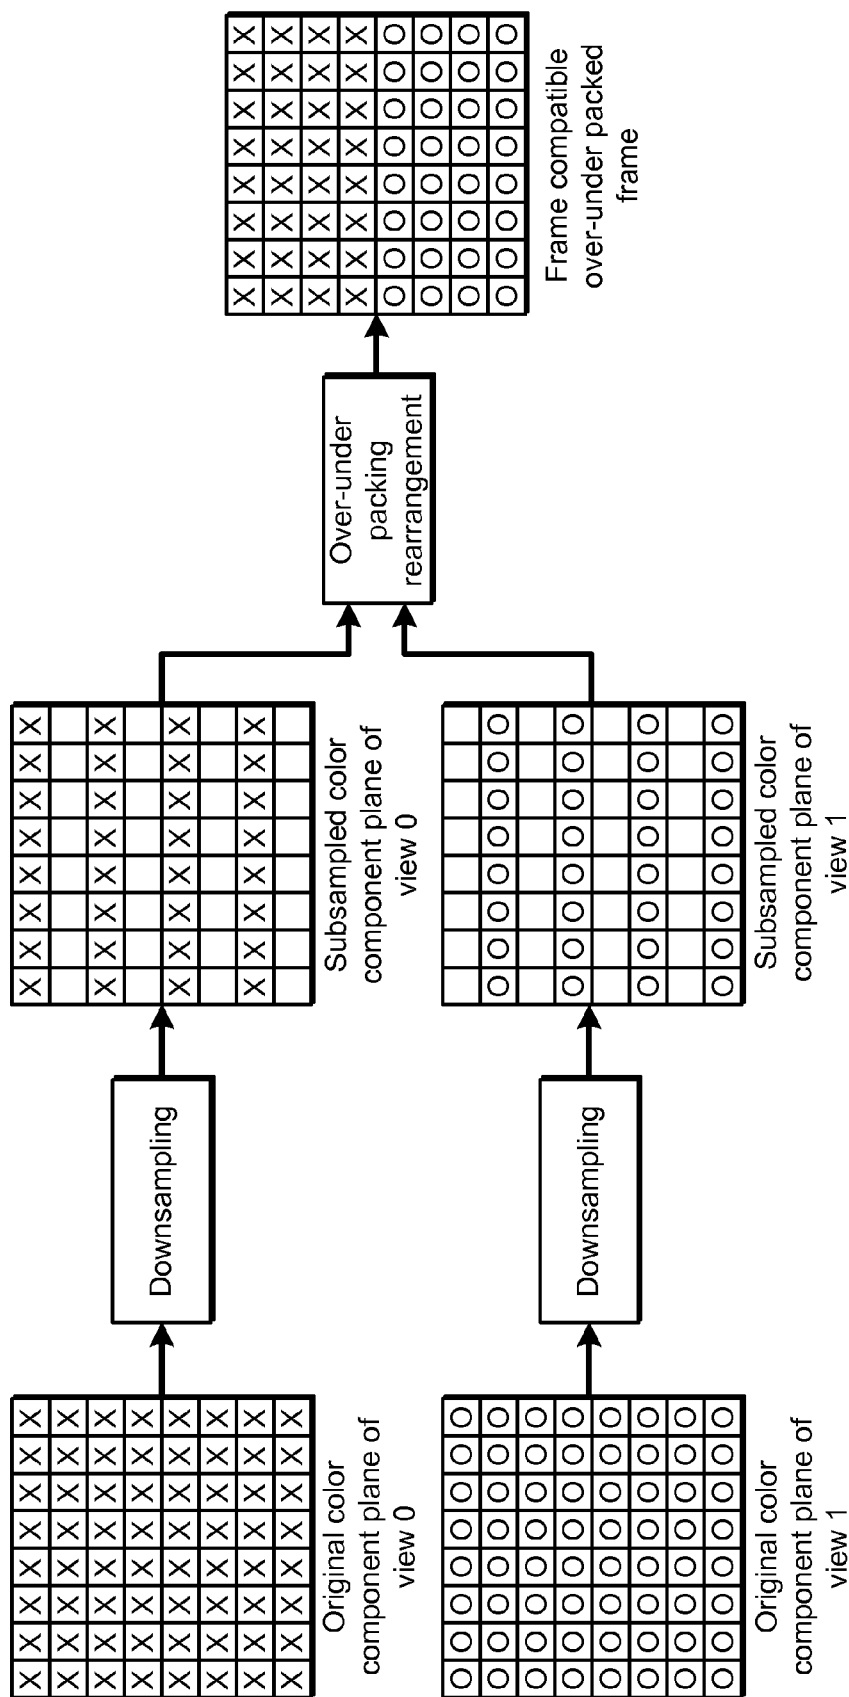 X X X X X X X X
X X X X X X X X
X X X X X X X X
X X X X X X X X
X X X X X X X X
X X X X X X X X
X X X X X X X X
X X X X X X X X
Original color
component plane of
view 0
Downsampling
X X X X X X X X
X X X X X X X X
X X X X X X X X
X X X X X X X X
Subsampled color
component plane of
view 0
O O O O O O O O
O O O O O O O O
O O O O O O O O
O O O O O O O O
O O O O O O O O
O O O O O O O O
O O O O O O O O
O O O O O O O O
Original color
component plane of
view 1
Downsampling
O O O O O O O O
O O O O O O O O
O O O O O O O O
O O O O O O O O
Subsampled color
component plane of
view 1
Over-under
packing
rearrangement
X X X X X X X X
X X X X X X X X
X X X X X X X X
X X X X X X X X
O O O O O O O O
O O O O O O O O
O O O O O O O O
O O O O O O O O
Frame compatible
over-under packed
frame